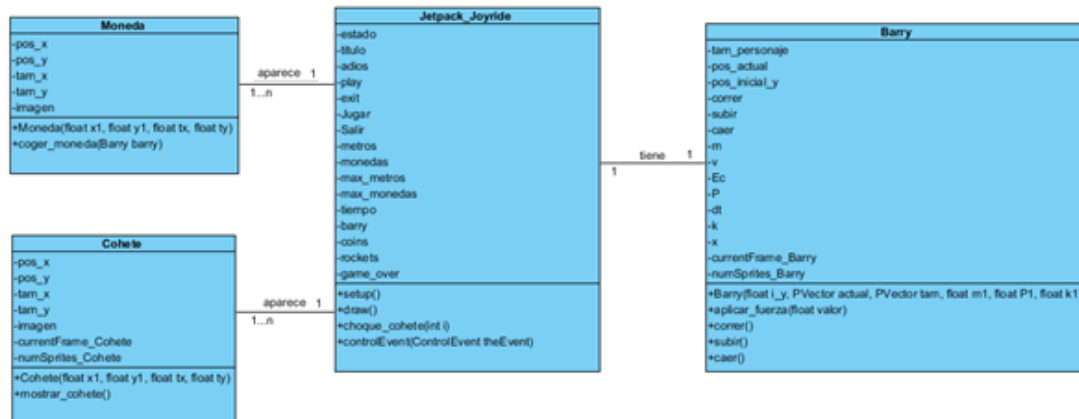 Moneda
-pos_x
-pos_y
-tam_x
-tam_y
-imagen
+Moneda(float x1, float y1, float tx, float ty)
+coger_moneda(Barry barry)
aparece 1
1...n
Cohete
-pos_x
-pos_y
-tam_x
-tam_y
-imagen
-currentFrame_Cohete
-numSprites_Cohete
+Cohete(float x1, float y1, float tx, float ty)
+mostrar_cohete()
aparece 1
1...n
Jetpack_Joyride
-estado
-titulo
-adios
-play
-exit
-Jugar
-Salir
-metros
-monedas
-max_metros
-max_monedas
-tiempo
-barry
-coins
-rockets
-game_over
+setup()
+draw()
+choque_cohete(int i)
+controlEvent(ControlEvent theEvent)
tiene 1
1
Barry
-tam_personaje
-pos_actual
-pos_inicial_y
-correr
-subir
-caer
-m
-v
-Ec
-P
-dt
-k
-x
-currentFrame_Barry
-numSprites_Barry
+Barry(float i_y, PVector actual, PVector tam, float m1, float P1, float k1
+aplicar_fuerza(float valor)
+correr()
+subir()
+caer()